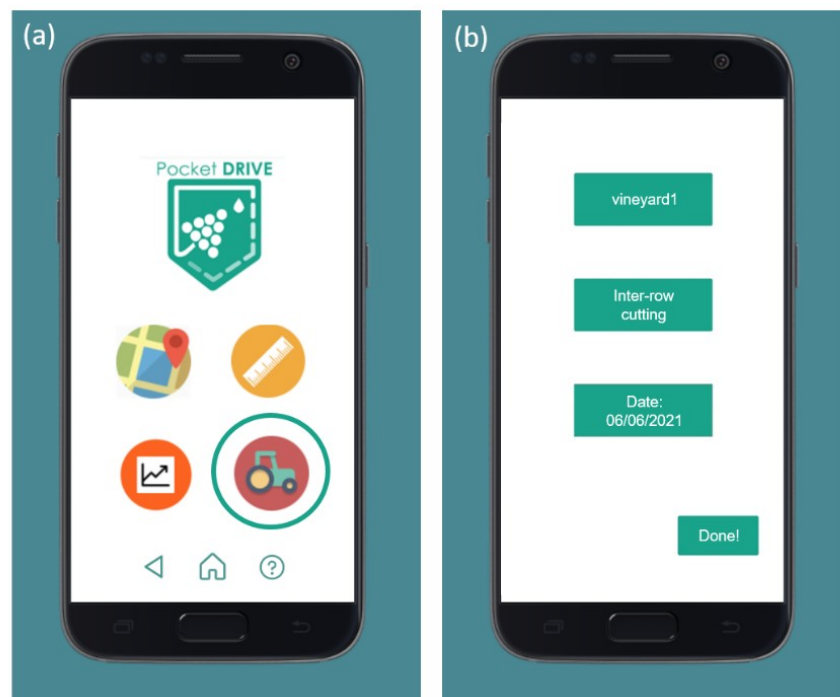 (a)
Pocket DRIVE
(b)
vineyard1
Inter-row
cutting
Date:
06/06/2021
Done!